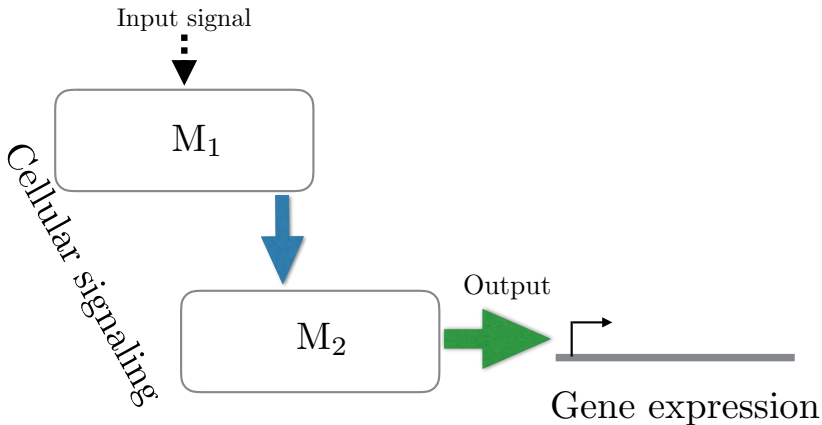 Input signal
M₁
Cellular signaling
M₂
Output
Gene expression